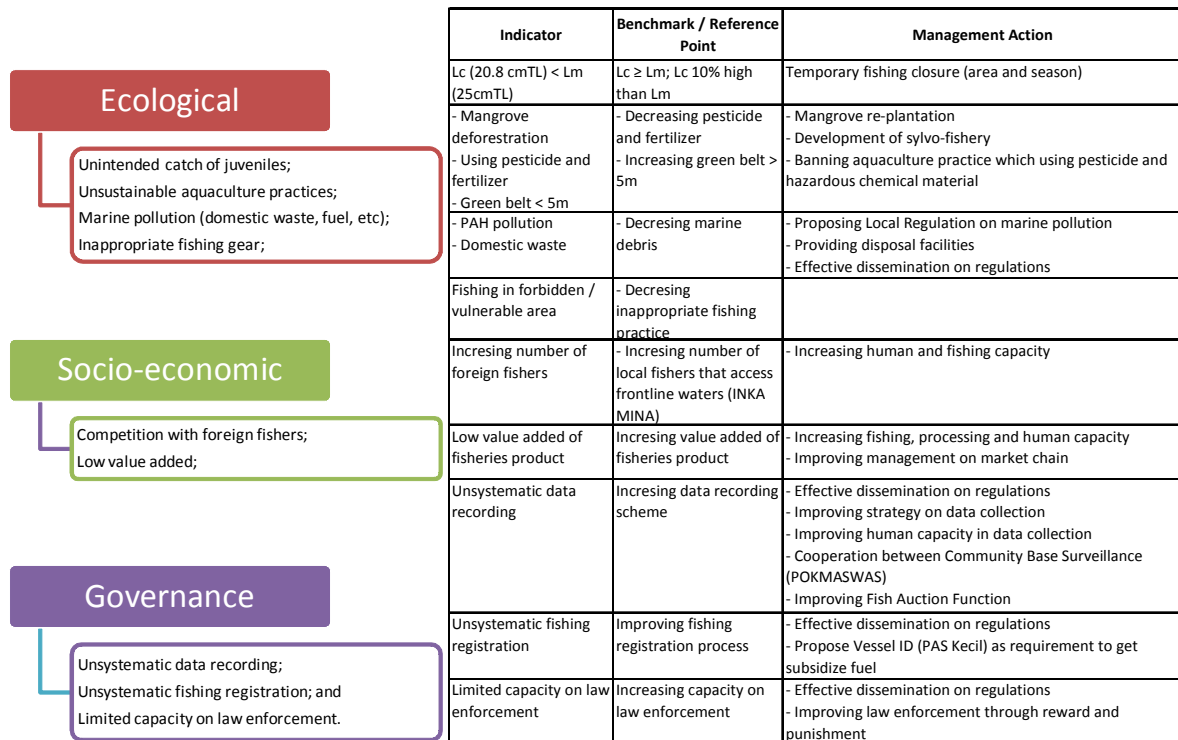 Ecological
Unintended catch of juveniles;
Unsustainable aquaculture practices;
Marine pollution (domestic waste, fuel, etc);
Inappropriate fishing gear;
Socio-economic
Competition with foreign fishers;
Low value added;
Governance
Unsystematic data recording;
Unsystematic fishing registration; and
Limited capacity on law enforcement.
Indicator
Benchmark / Reference
Point
Management Action
Lc (20.8 cmTL) < Lm
(25cmTL)
Lc ≥ Lm; Lc 10% high
than Lm
Temporary fishing closure (area and season)
- Mangrove
deforestration
- Using pesticide and
fertilizer
- Green belt < 5m
- Decreasing pesticide
and fertilizer
- Increasing green belt >
5m
- Mangrove re-plantation
- Development of sylvo-fishery
- Banning aquaculture practice which using pesticide and
hazardous chemical material
- PAH pollution
- Domestic waste
- Decresing marine
debris
- Proposing Local Regulation on marine pollution
- Providing disposal facilities
- Effective dissemination on regulations
Fishing in forbidden /
vulnerable area
- Decresing
inappropriate fishing
practice
Incresing number of
foreign fishers
- Incresing number of
local fishers that access
frontline waters (INKA
MINA)
- Increasing human and fishing capacity
Low value added of
fisheries product
Incresing value added of
fisheries product
- Increasing fishing, processing and human capacity
- Improving management on market chain
Unsystematic data
recording
Incresing data recording
scheme
- Effective dissemination on regulations
- Improving strategy on data collection
- Improving human capacity in data collection
- Cooperation between Community Base Surveillance
(POKMASWAS)
- Improving Fish Auction Function
Unsystematic fishing
registration
Improving fishing
registration process
- Effective dissemination on regulations
- Propose Vessel ID (PAS Kecil) as requirement to get
subsidize fuel
Limited capacity on law
enforcement
Increasing capacity on
law enforcement
- Effective dissemination on regulations
- Improving law enforcement through reward and
punishment